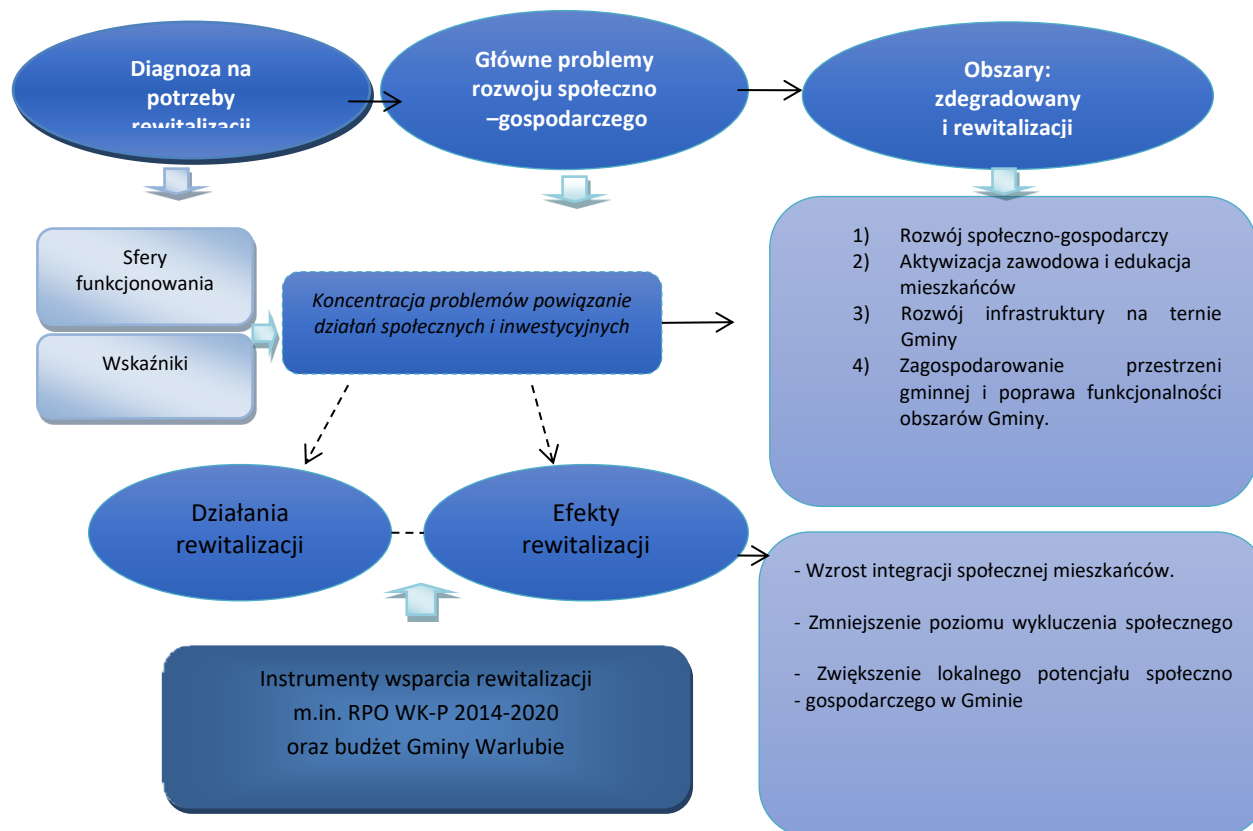 Diagnoza na
potrzeby
rewitalizacji
Główne problemy
rozwoju społeczno
–gospodarczego
Obszary:
zdegradowany
i rewitalizacji
Sfery
funkcjonowania
Wskaźniki
Koncentracja problemów powiązanie
działań społecznych i inwestycyjnych
1) Rozwój społeczno-gospodarczy
2) Aktywizacja zawodowa i edukacja
mieszkańców
3) Rozwój infrastruktury na ternie
Gminy
4) Zagospodarowanie przestrzeni
gminnej i poprawa funkcjonalności
obszarów Gminy.
Działania
rewitalizacji
Efekty
rewitalizacji
- Wzrost integracji społecznej mieszkańców.
- Zmniejszenie poziomu wykluczenia społecznego
- Zwiększenie lokalnego potencjału społeczno
- gospodarczego w Gminie
Instrumenty wsparcia rewitalizacji
m.in. RPO WK-P 2014-2020
oraz budżet Gminy Warlubie